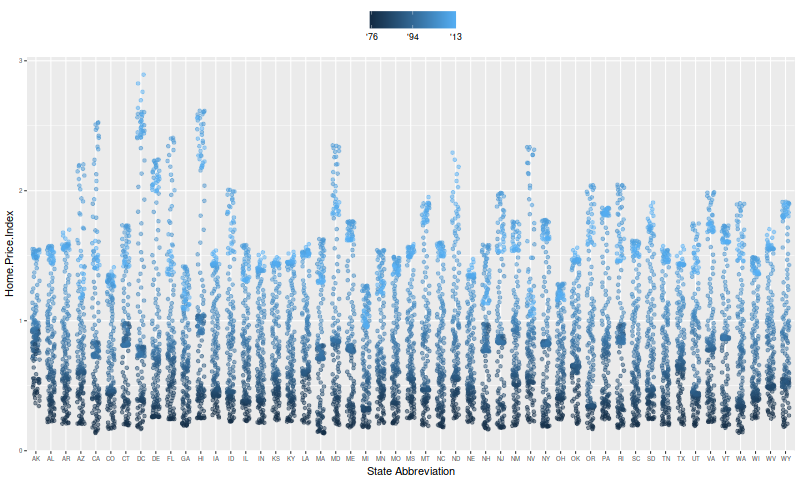 '76 '94 '13
3
2
1
0
Home.Price.Index
AK AL AR AZ CA CO CT DC DE FL GA HI IA ID IL IN KS KY LA MA MD ME MI MN MO MS MT NC ND NE NH NJ NM NV NY OH OK OR PA RI SC SD TN TX UT VA VT WA WI WV WY
State Abbreviation